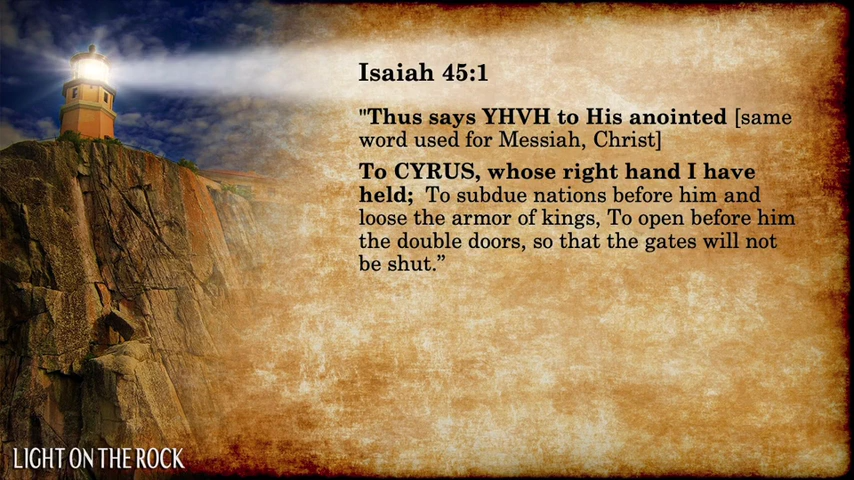 Isaiah 45:1
"Thus says YHVH to His anointed [same
word used for Messiah, Christ]
To CYRUS, whose right hand I have
held;  To subdue nations before him and
loose the armor of kings, To open before him
the double doors, so that the gates will not
be shut.”
LIGHT ON THE ROCK